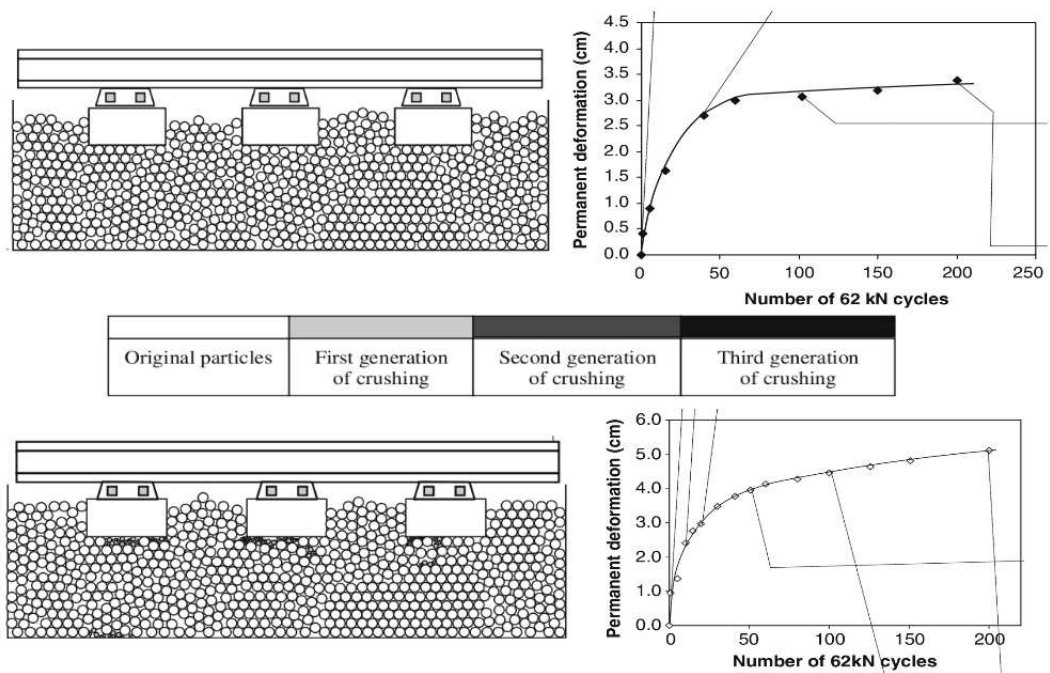 4.5
4.0
3.5
3.0
2.5
2.0
1.5
1.0
0.5
0.0
Permanent deformation (cm)
0 50 100 150 200 250
Number of 62 kN cycles
Original particles
First generation
of crushing
Second generation
of crushing
Third generation
of crushing
6.0
5.0
4.0
3.0
2.0
1.0
0.0
Permanent deformation (cm)
0 50 100 150 200
Number of 62kN cycles